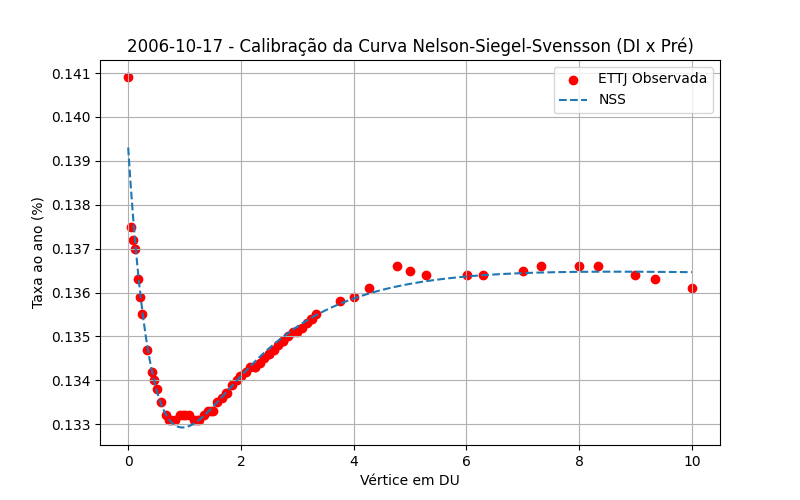 2006-10-17 - Calibração da Curva Nelson-Siegel-Svensson (DI x Pré)
ETTJ Observada
NSS
Taxa ao ano (%)
0.141
0.140
0.139
0.138
0.137
0.136
0.135
0.134
0.133
0 2 4 6 8 10
Vértice em DU